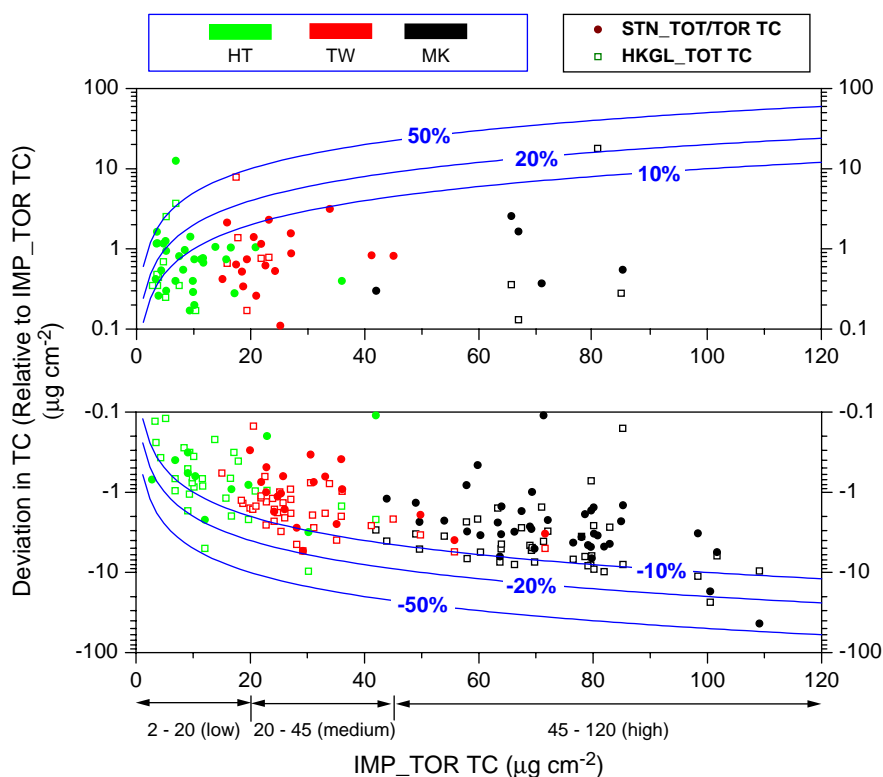 HT TW MK
STN_TOT/TOR TC
HKGL_TOT TC
Deviation in TC (Relative to IMP_TOR TC)
(μg cm-2)
100 100
50%
20%
10 10
10%
1 1
0.1 0.1
0 20 40 60 80 100 120
-0.1 -0.1
-1 -1
-10%
-10 -10
-20%
-50%
-100 -100
0 20 40 60 80 100 120
2 - 20 (low) 20 - 45 (medium) 45 - 120 (high)
IMP_TOR TC (μg cm-2)